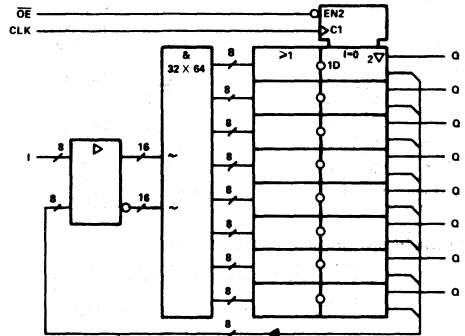 OE EN2
CLK C1
&
32 X 64
8
≥1 I=0 2▽
1D
Q
8
Q
8
Q
8
Q
I 8 ▷ 16 ~
8
Q
8 16 ~
8
Q
8
Q
8
Q
8